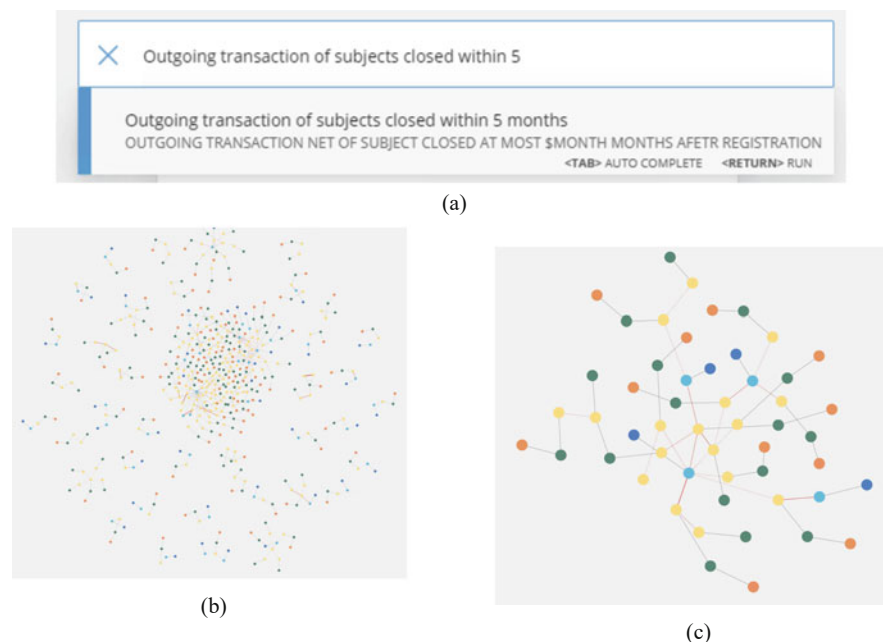 Outgoing transaction of subjects closed within 5
Outgoing transaction of subjects closed within 5 months
OUTGOING TRANSACTION NET OF SUBJECT CLOSED AT MOST $MONTH MONTHS AFETR REGISTRATION
<TAB> AUTO COMPLETE <RETURN> RUN
(a)
(b)
(c)